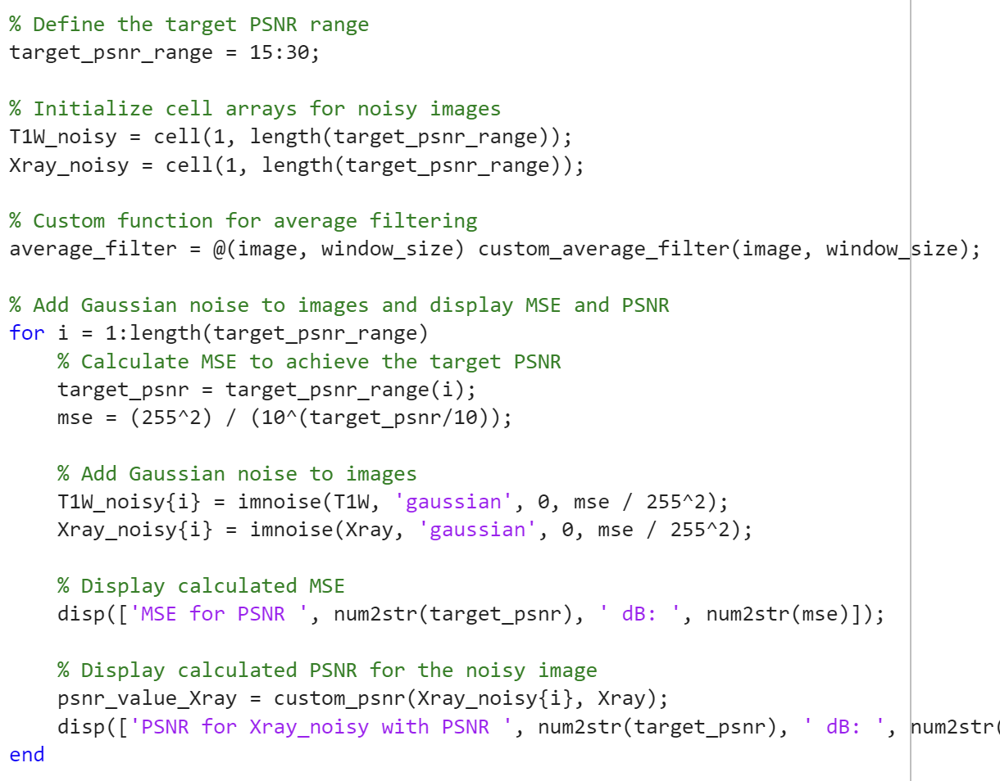 % Define the target PSNR range
target_psnr_range = 15:30;
% Initialize cell arrays for noisy images
T1W_noisy = cell(1, length(target_psnr_range));
Xray_noisy = cell(1, length(target_psnr_range));
% Custom function for average filtering
average_filter = @(image, window_size) custom_average_filter(image, window_size);
% Add Gaussian noise to images and display MSE and PSNR
for i = 1:length(target_psnr_range)
% Calculate MSE to achieve the target PSNR
target_psnr = target_psnr_range(i);
mse = (255^2) / (10^(target_psnr/10));
% Add Gaussian noise to images
T1W_noisy{i} = imnoise(T1W, 'gaussian', 0, mse / 255^2);
Xray_noisy{i} = imnoise(Xray, 'gaussian', 0, mse / 255^2);
% Display calculated MSE
disp(['MSE for PSNR ', num2str(target_psnr), ' dB: ', num2str(mse)]);
% Display calculated PSNR for the noisy image
psnr_value_Xray = custom_psnr(Xray_noisy{i}, Xray);
disp(['PSNR for Xray_noisy with PSNR ', num2str(target_psnr), ' dB: ', num2str(
end